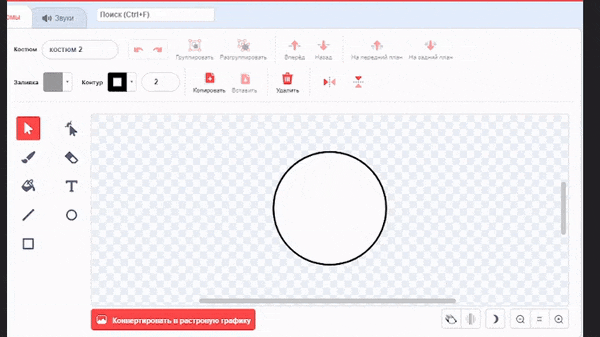 омы
Звуки
Поиск (Ctrl+F)
Костюм
костюм 2
Группировать
Разгруппировать
Вперёд
Назад
На передний план
На задний план
Заливка
Контур
2
Копировать
Вставить
Удалить
T
Конвертировать в растровую графику